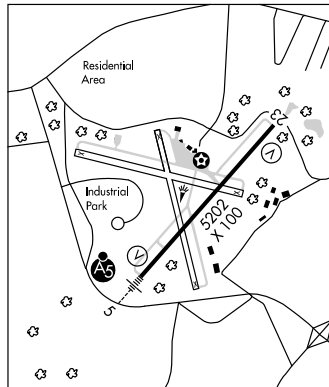 Residential
Area
23
V
Industrial
Park
5202
X 100
V
A5
5